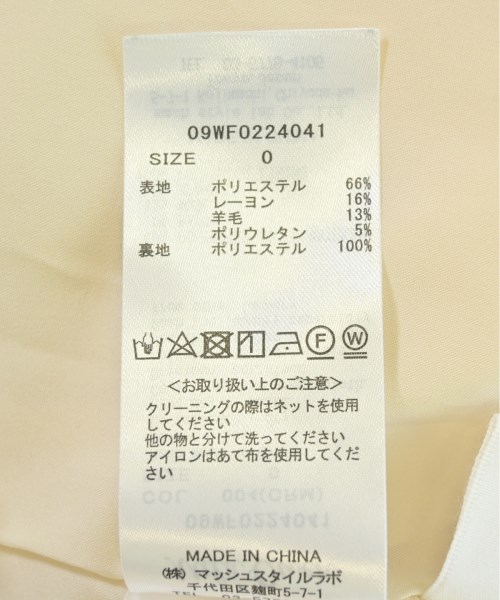 09WF0224041
SIZE 0
表地 ポリエステル 66%
レーヨン 16%
羊毛 13%
ポリウレタン 5%
裏地 ポリエステル 100%
F W
<お取り扱い上のご注意>
クリーニングの際はネットを使用
してください
他の物と分けて洗ってください
アイロンはあて布を使用してくだ
さい
MADE IN CHINA
(株) マッシュスタイルラボ
千代田区麹町5-7-1